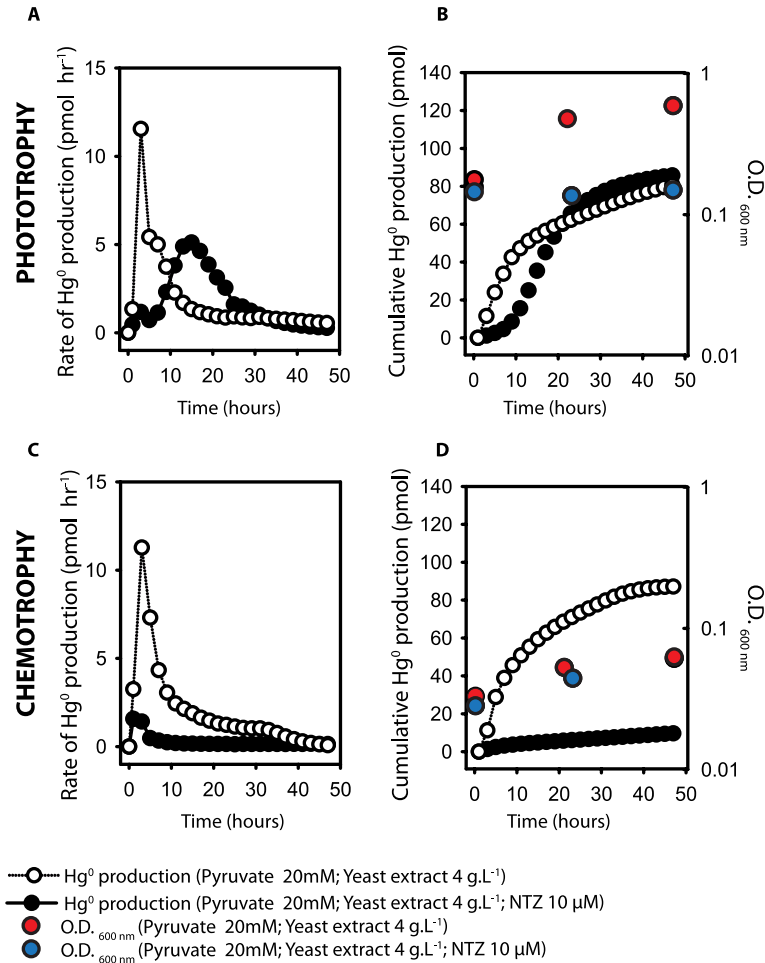 A
B
PHOTOTROPHY
Rate of Hg⁰ production (pmol hr⁻¹)
15
10
5
0
0 10 20 30 40 50
Time (hours)
Cumulative Hg⁰ production (pmol)
140
120
100
80
60
40
20
0
0 10 20 30 40 50
Time (hours)
1
0.1
0.01
O.D. 600 nm
C
D
CHEMOTROPHY
Rate of Hg⁰ production (pmol hr⁻¹)
15
10
5
0
0 10 20 30 40 50
Time (hours)
Cumulative Hg⁰ production (pmol)
140
120
100
80
60
40
20
0
0 10 20 30 40 50
Time (hours)
1
0.1
0.01
O.D. 600 nm
Hg⁰ production (Pyruvate 20mM; Yeast extract 4 g.L⁻¹)
Hg⁰ production (Pyruvate 20mM; Yeast extract 4 g.L⁻¹; NTZ 10 µM)
O.D. 600 nm (Pyruvate 20mM; Yeast extract 4 g.L⁻¹)
O.D. 600 nm (Pyruvate 20mM; Yeast extract 4 g.L⁻¹; NTZ 10 µM)